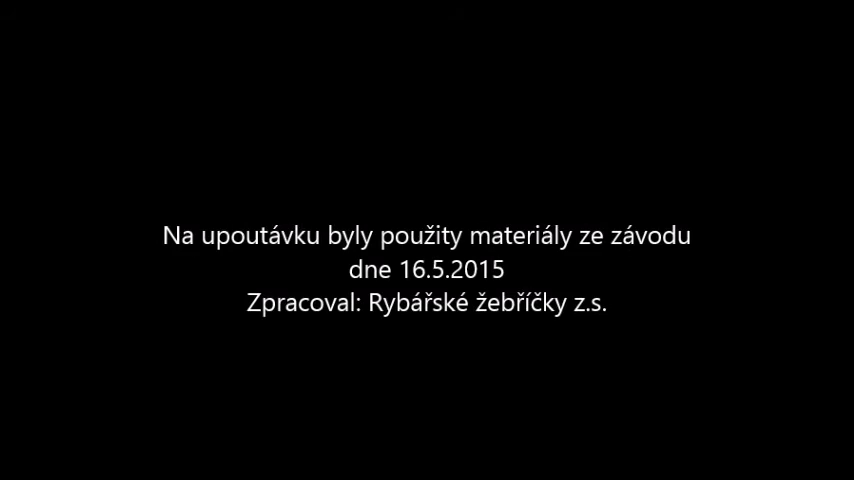 Na upoutávku byly použity materiály ze závodu
dne 16.5.2015
Zpracoval: Rybářské žebříčky z.s.